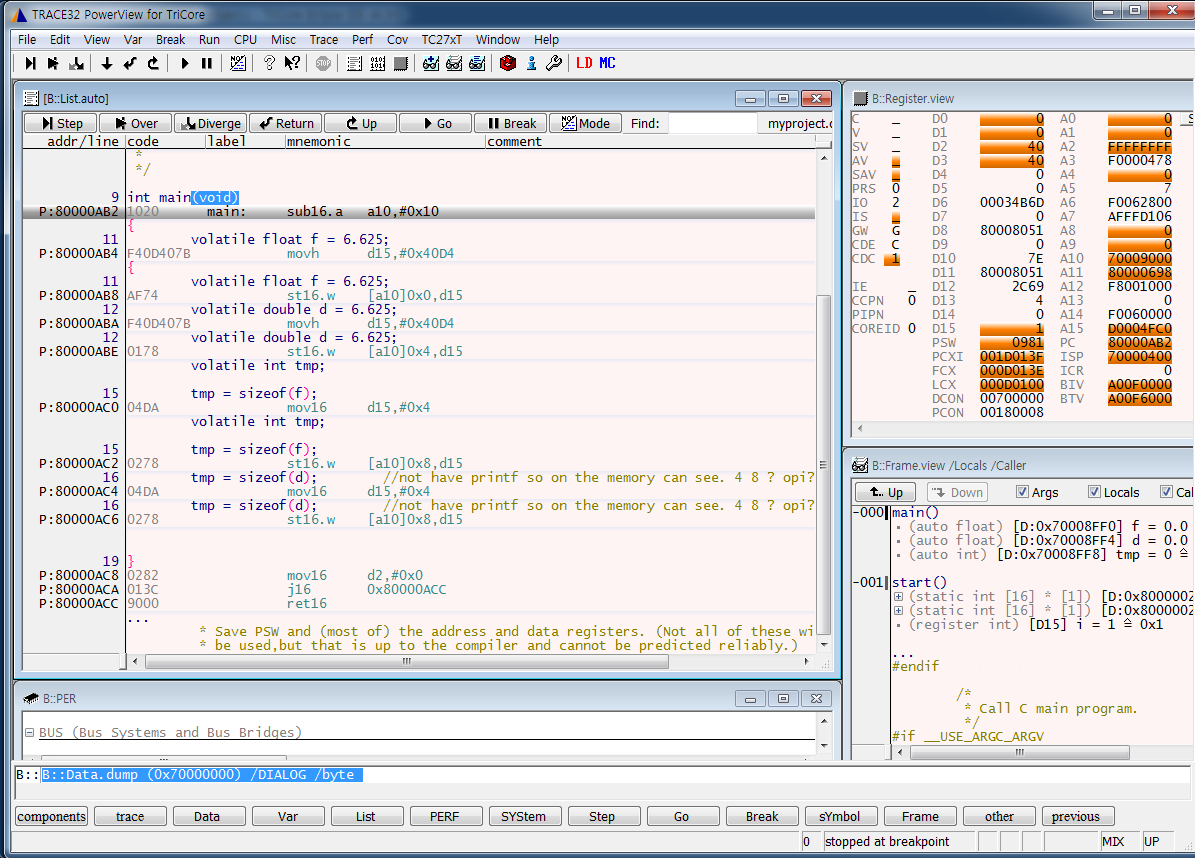 TRACE32 PowerView for TriCore
File Edit View Var Break Run CPU Misc Trace Perf Cov TC27xT Window Help
LD MC
[B::List.auto]
Step Over Diverge Return Up Go Break Mode Find: myproject.c
addr/line code label mnemonic comment
*
*/
9 int main(void)
P:80000AB2 1020 main: sub16.a a10,#0x10
{
11 volatile float f = 6.625;
P:80000AB4 F40D407B movh d15,#0x40D4
{
11 volatile float f = 6.625;
P:80000AB8 AF74 st16.w [a10]0x0,d15
12 volatile double d = 6.625;
P:80000ABA F40D407B movh d15,#0x40D4
12 volatile double d = 6.625;
P:80000ABE 0178 st16.w [a10]0x4,d15
volatile int tmp;
15 tmp = sizeof(f);
P:80000AC0 04DA mov16 d15,#0x4
volatile int tmp;
15 tmp = sizeof(f);
P:80000AC2 0278 st16.w [a10]0x8,d15
16 tmp = sizeof(d); //not have printf so on the memory can see. 4 8 ? opi?
P:80000AC4 04DA mov16 d15,#0x4
16 tmp = sizeof(d); //not have printf so on the memory can see. 4 8 ? opi?
P:80000AC6 0278 st16.w [a10]0x8,d15
19 }
P:80000AC8 0282 mov16 d2,#0x0
P:80000ACA 013C j16 0x80000ACC
P:80000ACC 9000 ret16
...
* Save PSW and (most of) the address and data registers. (Not all of these wi
* be used,but that is up to the compiler and cannot be predicted reliably.)
B::Register.view
C _ D0 0 A0 0 S
V _ D1 0 A1 0
SV _ D2 40 A2 FFFFFFFF
AV _ D3 40 A3 F0000478
SAV _ D4 0 A4 0
PRS 0 D5 0 A5 7
IO 2 D6 00034B6D A6 F0062800
IS _ D7 0 A7 AFFFD106
GW G D8 80008051 A8 0
CDE C D9 0 A9 0
CDC 1 D10 7E A10 70009000
D11 80008051 A11 80000698
IE _ D12 2C69 A12 F8001000
CCPN 0 D13 4 A13 0
PIPN D14 0 A14 F0060000
COREID 0 D15 1 A15 D0004FC0
PSW 0981 PC 80000AB2
PCXI 001D013F ISP 70000400
FCX 000D013E ICR 0
LCX 000D0100 BIV A00F0000
DCON 00700000 BTV A00F6000
PCON 00180008
B::Frame.view /Locals /Caller
Up Down Args Locals Cal
-000 main()
(auto float) [D:0x70008FF0] f = 0.0
(auto float) [D:0x70008FF4] d = 0.0
(auto int) [D:0x70008FF8] tmp = 0 ≙
-001 start()
(static int [16] * [1]) [D:0x8000002
(static int [16] * [1]) [D:0x8000002
(register int) [D15] i = 1 ≙ 0x1
...
#endif
/*
* Call C main program.
*/
#if __USE_ARGC_ARGV
B::PER
BUS (Bus Systems and Bus Bridges)
B::B::Data.dump (0x70000000) /DIALOG /byte
components trace Data Var List PERF SYStem Step Go Break sYmbol Frame other previous
0 stopped at breakpoint MIX UP